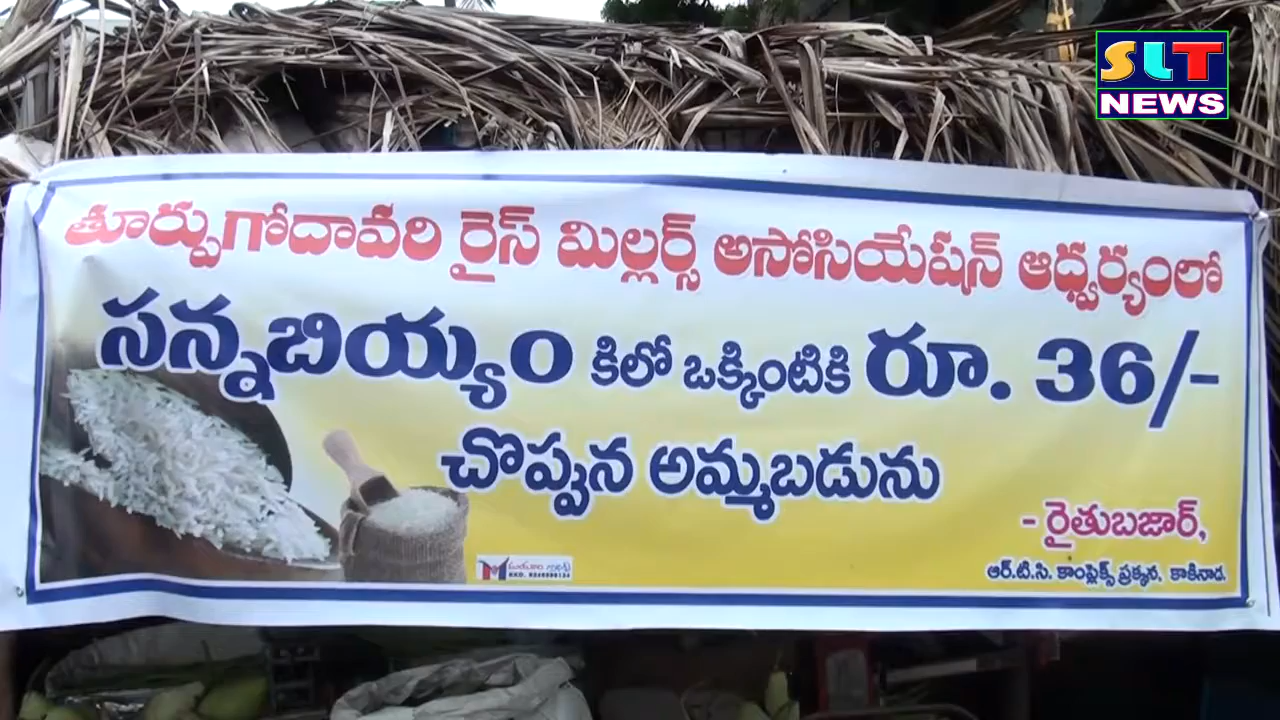 SLT
NEWS
తూర్పుగోదావరి రైస్ మిల్లర్స్ అసోసియేషన్ ఆధ్వర్యంలో
సన్నబియ్యం కిలో ఒక్కింటికి రూ. 36/-
చొప్పున అమ్మబడును
- రైతుబజార్,
ఆర్.టి.సి. కాంప్లెక్స్ ప్రక్కన, కాకినాడ.